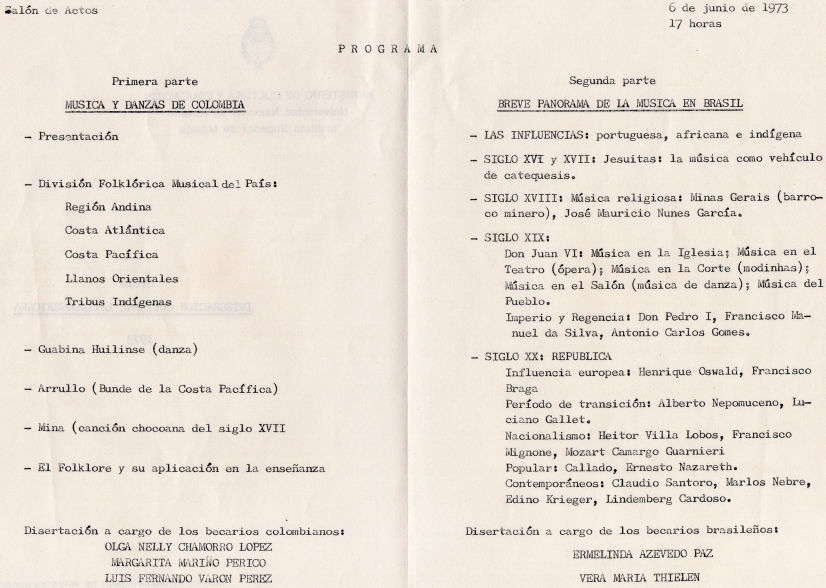 Salón de Actos
6 de junio de 1973
17 horas
P R O G R A M A
Primera parte
MUSICA Y DANZAS DE COLOMBIA
- Presentación
- División Folklórica Musical del País:
Región Andina
Costa Atlántica
Costa Pacífica
Llanos Orientales
Tribus Indígenas
- Guabina Huilinse (danza)
- Arrullo (Bunde de la Costa Pacífica)
- Mina (canción chocoana del siglo XVII
- El Folklore y su aplicación en la enseñanza
Disertación a cargo de los becarios colombianos:
OLGA NELLY CHAMORRO LOPEZ
MARGARITA MARIÑO PERICO
LUIS FERNANDO VARON PEREZ
Segunda parte
BREVE PANORAMA DE LA MUSICA EN BRASIL
- LAS INFLUENCIAS: portuguesa, africana e indígena
- SIGLO XVI y XVII: Jesuitas: la música como vehículo
de catequesis.
- SIGLO XVIII: Música religiosa: Minas Gerais (barro-
co minero), José Mauricio Nunes García.
- SIGLO XIX:
Don Juan VI: Música en la Iglesia; Música en el
Teatro (ópera); Música en la Corte (modinhas);
Música en el Salón (música de danza); Música del
Pueblo.
Imperio y Regencia: Don Pedro I, Francisco Ma-
nuel da Silva, Antonio Carlos Gomes.
- SIGLO XX: REPUBLICA
Influencia europea: Henrique Oswald, Francisco
Braga
Período de transición: Alberto Nepomuceno, Lu-
ciano Gallet.
Nacionalismo: Heitor Villa Lobos, Francisco
Mignone, Mozart Camargo Guarnieri
Popular: Callado, Ernesto Nazareth.
Contemporáneos: Claudio Santoro, Marlos Nebre,
Edino Krieger, Lindemberg Cardoso.
Disertación a cargo de los becarios brasileños:
ERMELINDA AZEVEDO PAZ
VERA MARIA THIELEN